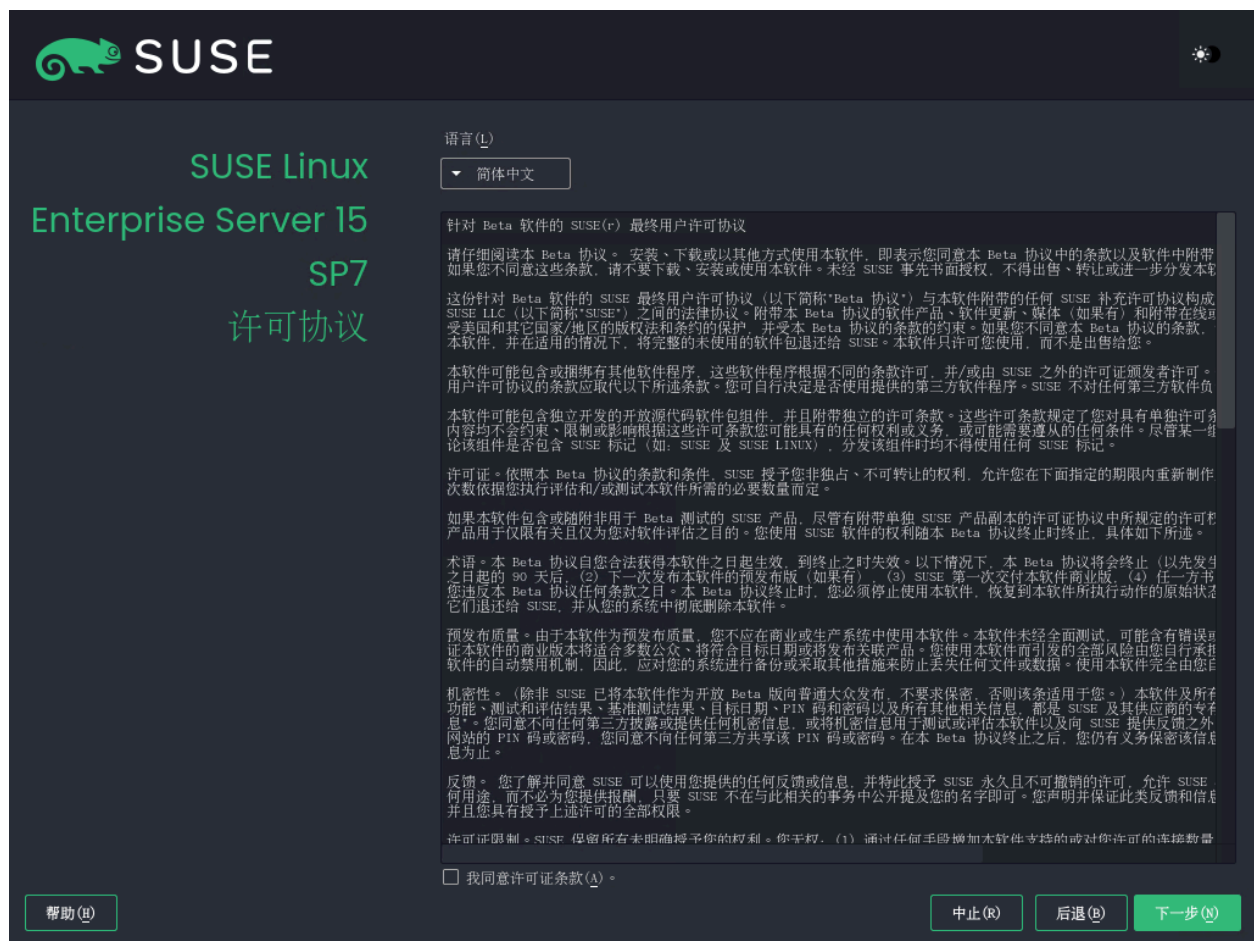 SUSE
语言(L)
简体中文
SUSE Linux
Enterprise Server 15
SP7
许可协议
针对 Beta 软件的 SUSE(r) 最终用户许可协议
请仔细阅读本 Beta 协议。 安装、下载或以其他方式使用本软件，即表示您同意本 Beta 协议中的条款以及软件中附带
如果您不同意这些条款，请不要下载、安装或使用本软件。未经 SUSE 事先书面授权，不得出售、转让或进一步分发本软
这份针对 Beta 软件的 SUSE 最终用户许可协议（以下简称"Beta 协议"）与本软件附带的任何 SUSE 补充许可协议构成
SUSE LLC（以下简称"SUSE"）之间的法律协议。附带本 Beta 协议的软件产品、软件更新、媒体（如果有）和附带在线或
受美国和其它国家/地区的版权法和条约的保护，并受本 Beta 协议的条款的约束。如果您不同意本 Beta 协议的条款，
本软件，并在适用的情况下，将完整的未使用的软件包退还给 SUSE。本软件只许可您使用，而不是出售给您。
本软件可能包含或捆绑有其他软件程序，这些软件程序根据不同的条款许可，并/或由 SUSE 之外的许可证颁发者许可。
用户许可协议的条款应取代以下所述条款。您可自行决定是否使用提供的第三方软件程序。SUSE 不对任何第三方软件负
本软件可能包含独立开发的开放源代码软件包组件，并且附带独立的许可条款。这些许可条款规定了您对具有单独许可条
内容均不会约束、限制或影响根据这些许可条款您可能具有的任何权利或义务，或可能需要遵从的任何条件。尽管某一组
论该组件是否包含 SUSE 标记（如：SUSE 及 SUSE LINUX），分发该组件时均不得使用任何 SUSE 标记。
许可证。依照本 Beta 协议的条款和条件，SUSE 授予您非独占、不可转让的权利，允许您在下面指定的期限内重新制作
次数依据您执行评估和/或测试本软件所需的必要数量而定。
如果本软件包含或随附非用于 Beta 测试的 SUSE 产品，尽管有附带单独 SUSE 产品副本的许可证协议中所规定的许可权
产品用于仅限有关且仅为您对软件评估之目的。您使用 SUSE 软件的权利随本 Beta 协议终止时终止，具体如下所述。
术语。本 Beta 协议自您合法获得本软件之日起生效，到终止之时失效。以下情况下，本 Beta 协议将会终止（以先发生
之日起的 90 天后，(2) 下一次发布本软件的预发布版（如果有），(3) SUSE 第一次交付本软件商业版，(4) 任一方书
您违反本 Beta 协议任何条款之日。本 Beta 协议终止时，您必须停止使用本软件，恢复到本软件所执行动作的原始状态
它们退还给 SUSE，并从您的系统中彻底删除本软件。
预发布质量。由于本软件为预发布质量，您不应在商业或生产系统中使用本软件。本软件未经全面测试，可能含有错误或
证本软件的商业版本将适合多数公众、将符合目标日期或将发布关联产品。您使用本软件而引发的全部风险由您自行承担
软件的自动禁用机制，因此，应对您的系统进行备份或采取其他措施来防止丢失任何文件或数据。使用本软件完全由您自
机密性。（除非 SUSE 已将本软件作为开放 Beta 版向普通大众发布，不要求保密，否则该条适用于您。）本软件及所有
功能、测试和评估结果、基准测试结果、目标日期、PIN 码和密码以及所有其他相关信息，都是 SUSE 及其供应商的专有
息"。您同意不向任何第三方披露或提供任何机密信息，或将机密信息用于测试或评估本软件以及向 SUSE 提供反馈之外
网站的 PIN 码或密码，您同意不向任何第三方共享该 PIN 码或密码。在本 Beta 协议终止之后，您仍有义务保密该信息
息为止。
反馈。 您了解并同意 SUSE 可以使用您提供的任何反馈或信息，并特此授予 SUSE 永久且不可撤销的许可，允许 SUSE
何用途，而不必为您提供报酬，只要 SUSE 不在与此相关的事务中公开提及您的名字即可。您声明并保证此类反馈和信息
并且您具有授予上述许可的全部权限。
许可证限制。SUSE 保留所有未明确授予您的权利。您无权：(1) 通过任何手段增加本软件支持的或对您许可的连接数量
我同意许可证条款(A)。
帮助(H)
中止(R)
后退(B)
下一步(N)